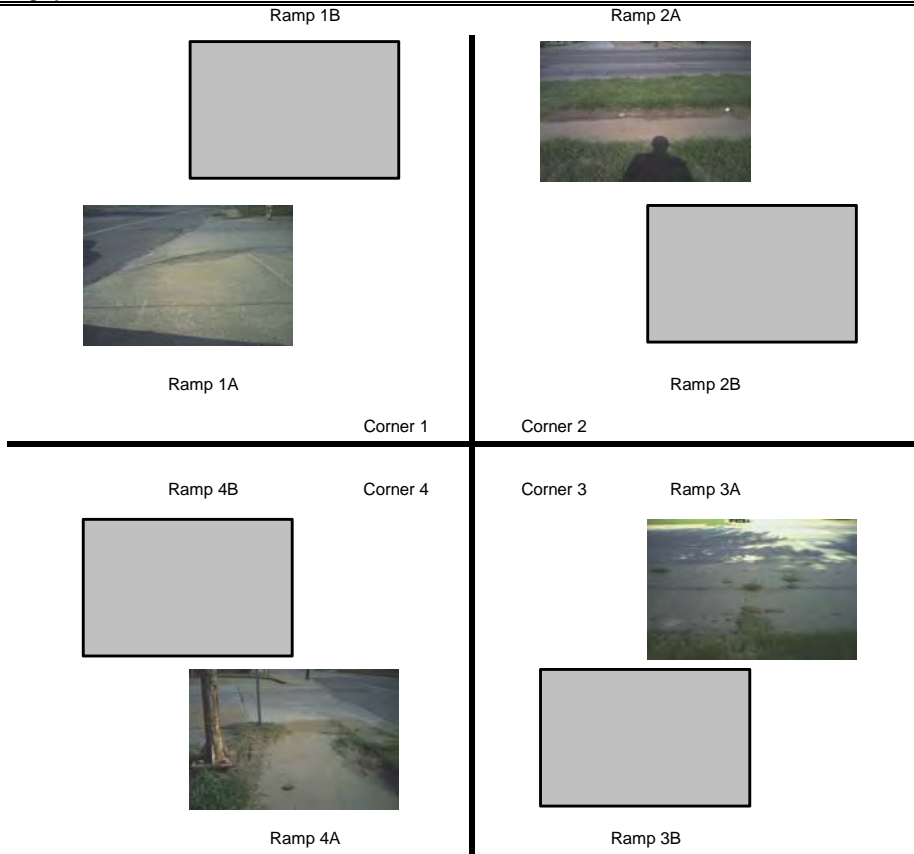 Ramp 1B Ramp 2A
Ramp 1A Ramp 2B
Corner 1 Corner 2
Ramp 4B Corner 4 Corner 3 Ramp 3A
Ramp 4A Ramp 3B